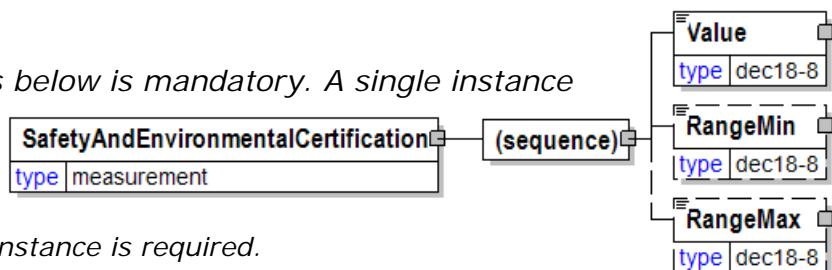 Value
type dec18-8
s below is mandatory. A single instance
RangeMin
SafetyAndEnvironmentalCertification
(sequence)
type measurement
type dec18-8
RangeMax
nstance is required.
type dec18-8